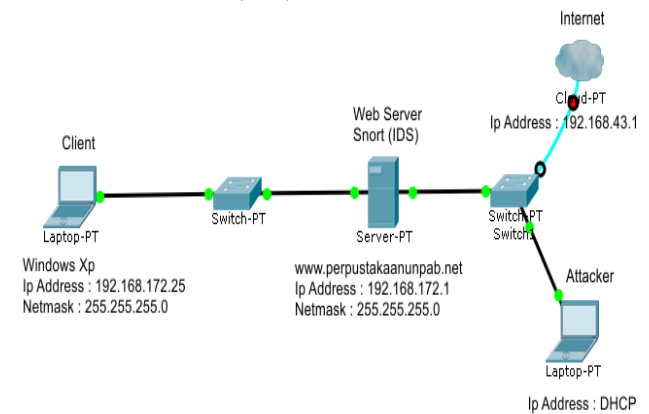 Internet
Cloud-PT
Ip Address : 192.168.43.1
Web Server
Snort (IDS)
Client
Switch-PT
Laptop-PT
Server-PT
Switch-PT
Switch1
Windows Xp
Ip Address : 192.168.172.25
Netmask : 255.255.255.0
www.perpustakaanunpab.net
Ip Address : 192.168.172.1
Netmask : 255.255.255.0
Attacker
Laptop-PT
Ip Address : DHCP